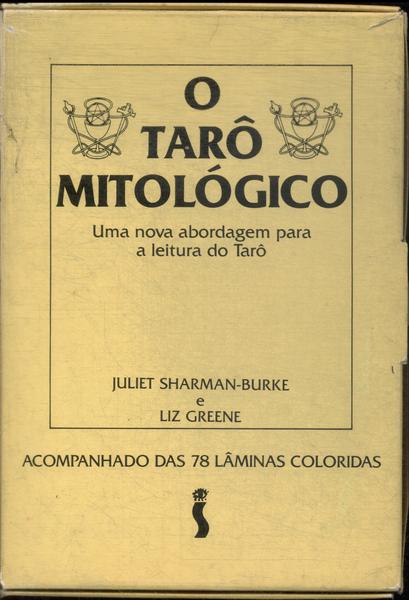 O
TARÔ
MITOLÓGICO
Uma nova abordagem para
a leitura do Tarô
JULIET SHARMAN-BURKE
e
LIZ GREENE
ACOMPANHADO DAS 78 LÂMINAS COLORIDAS
S